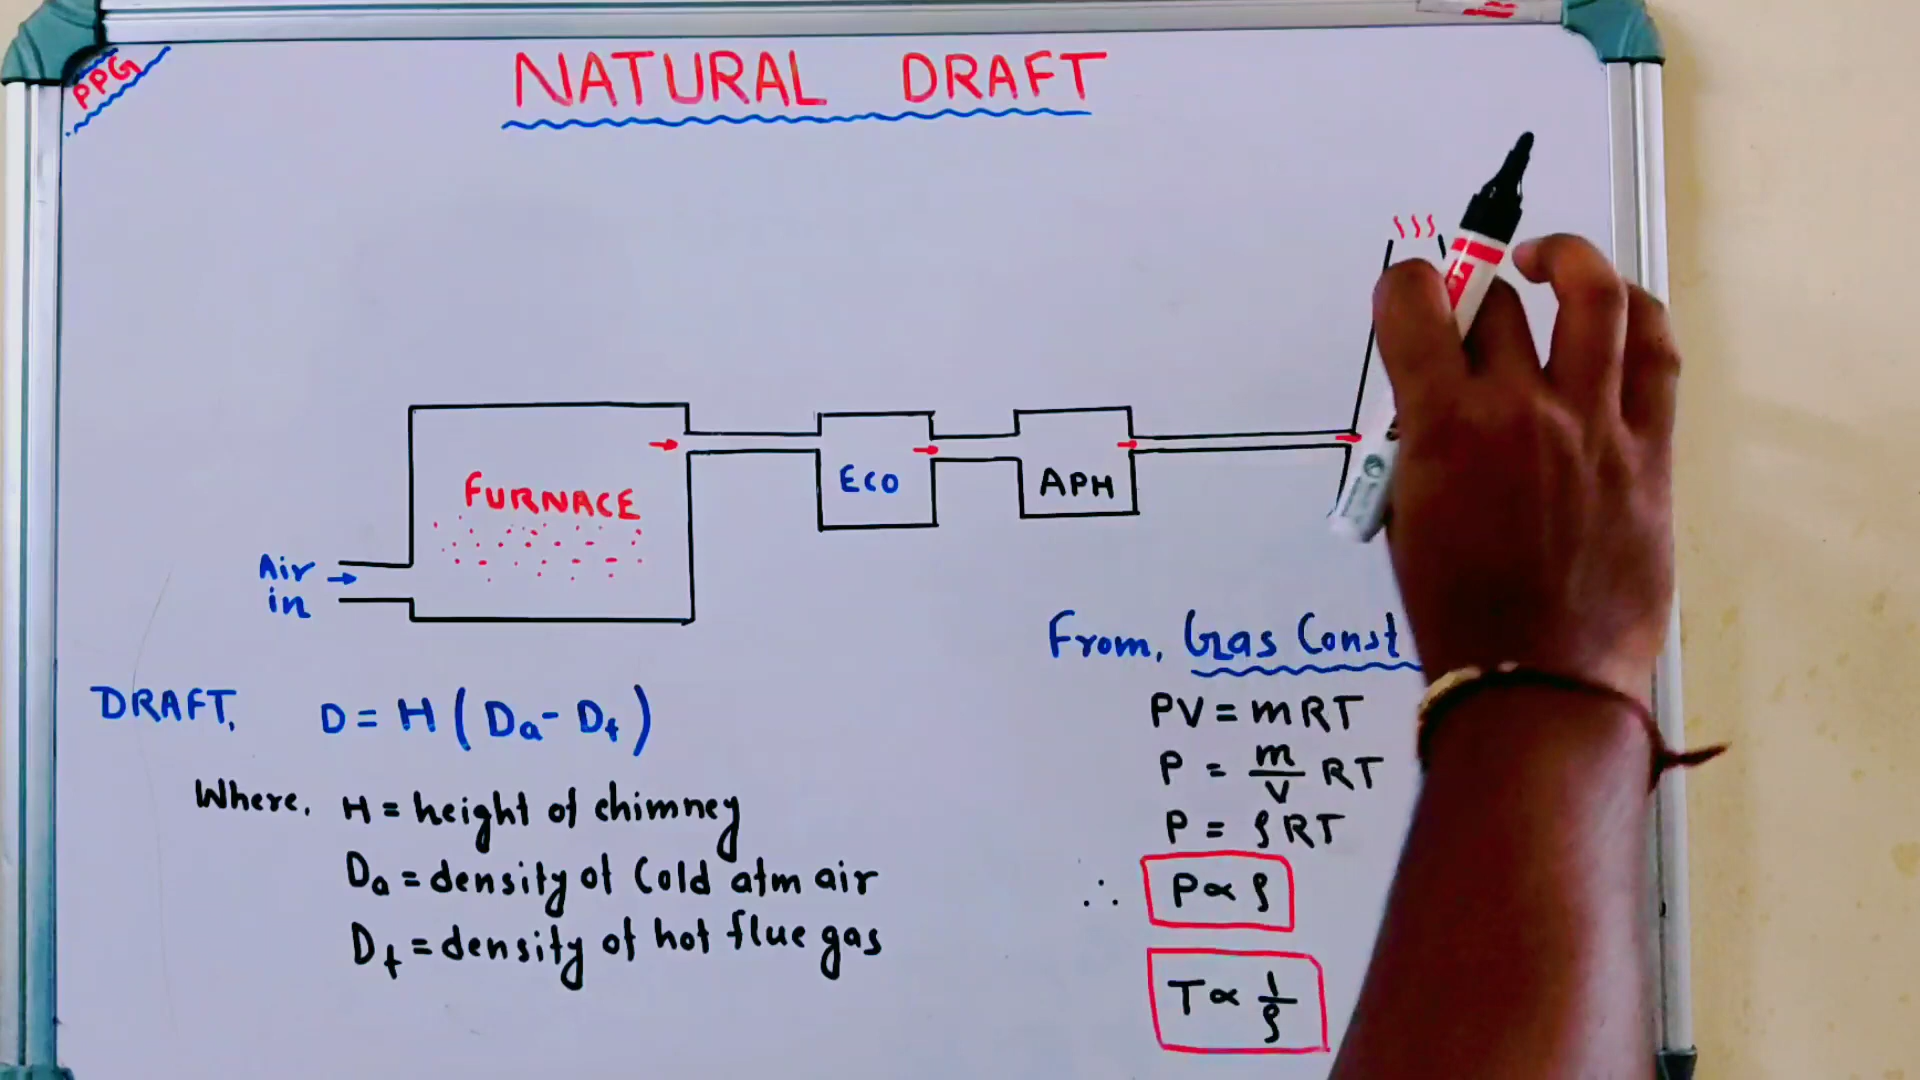 PPG
NATURAL DRAFT
FURNACE
ECO
APH
Air
in
From, Gas Const
DRAFT,
D = H ( Da - Df )
PV = mRT
P = m/V RT
P = ρRT
Where, H = height of chimney
Da = density of Cold atm air
Df = density of hot flue gas
∴ P ∝ ρ
T ∝ 1/ρ